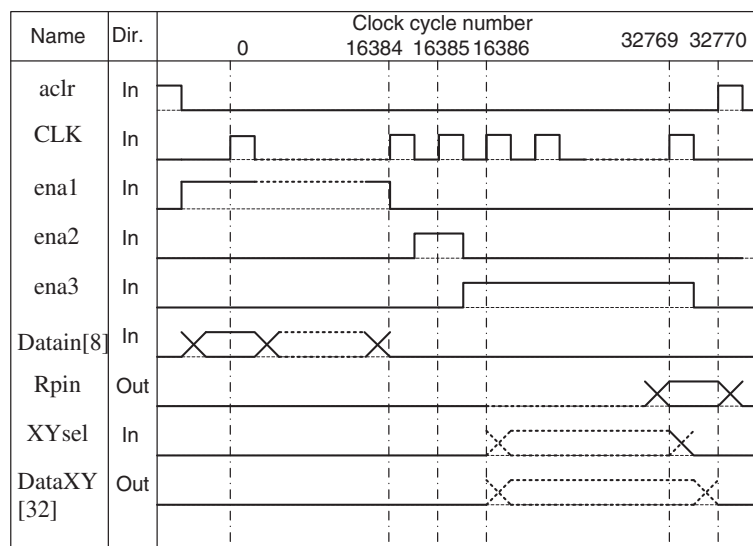 Name Dir. Clock cycle number
0 16384 16385 16386 32769 32770
aclr In
CLK In
ena1 In
ena2 In
ena3 In
Datain[8] In
Rpin Out
XYsel In
DataXY Out
[32]